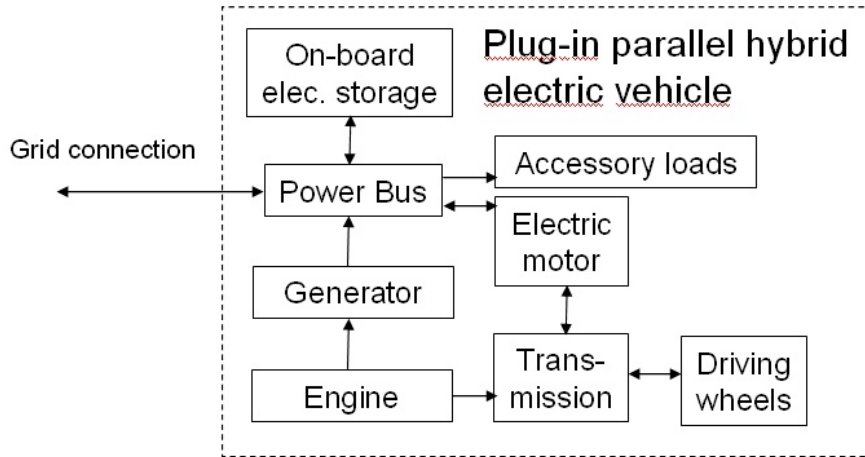 On-board
elec. storage
Plug-in parallel hybrid
electric vehicle
Grid connection
Power Bus
Accessory loads
Electric
motor
Generator
Engine
Trans-
mission
Driving
wheels